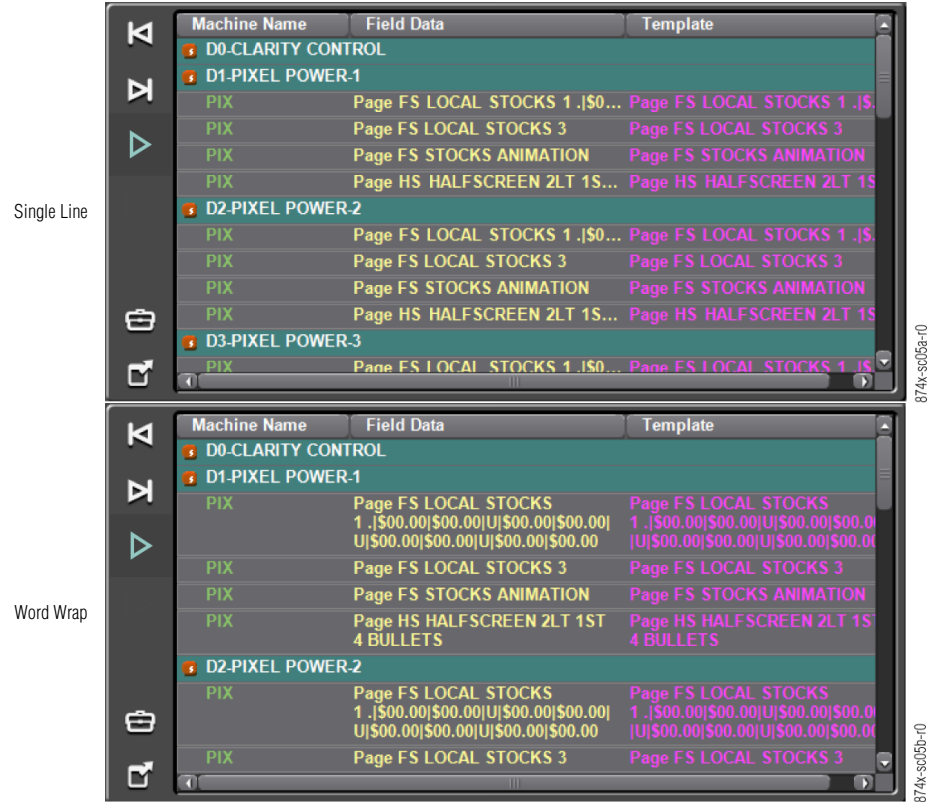 Machine Name Field Data Template
D0-CLARITY CONTROL
D1-PIXEL POWER-1
PIX Page FS LOCAL STOCKS 1 .|$0... Page FS LOCAL STOCKS 1 .|$.
PIX Page FS LOCAL STOCKS 3 Page FS LOCAL STOCKS 3
PIX Page FS STOCKS ANIMATION Page FS STOCKS ANIMATION
PIX Page HS HALFSCREEN 2LT 1S... Page HS HALFSCREEN 2LT 1S
Single Line
D2-PIXEL POWER-2
PIX Page FS LOCAL STOCKS 1 .|$0... Page FS LOCAL STOCKS 1 .|$.
PIX Page FS LOCAL STOCKS 3 Page FS LOCAL STOCKS 3
PIX Page FS STOCKS ANIMATION Page FS STOCKS ANIMATION
PIX Page HS HALFSCREEN 2LT 1S... Page HS HALFSCREEN 2LT 1S
D3-PIXEL POWER-3
PIX Page FS LOCAL STOCKS 1 .|$0... Page FS LOCAL STOCKS 1 .|$.
874x-sc05a-r0
Machine Name Field Data Template
D0-CLARITY CONTROL
D1-PIXEL POWER-1
PIX Page FS LOCAL STOCKS Page FS LOCAL STOCKS
1 .|$00.00|$00.00|U|$00.00|$00.00| 1 .|$00.00|$00.00|U|$00.00|$00.0
U|$00.00|$00.00|U|$00.00|$00.00 |U|$00.00|$00.00|U|$00.00|$00.00
PIX Page FS LOCAL STOCKS 3 Page FS LOCAL STOCKS 3
PIX Page FS STOCKS ANIMATION Page FS STOCKS ANIMATION
Word Wrap
PIX Page HS HALFSCREEN 2LT 1ST Page HS HALFSCREEN 2LT 1ST
4 BULLETS 4 BULLETS
D2-PIXEL POWER-2
PIX Page FS LOCAL STOCKS Page FS LOCAL STOCKS
1 .|$00.00|$00.00|U|$00.00|$00.00| 1 .|$00.00|$00.00|U|$00.00|$00.0
U|$00.00|$00.00|U|$00.00|$00.00 |U|$00.00|$00.00|U|$00.00|$00.00
PIX Page FS LOCAL STOCKS 3 Page FS LOCAL STOCKS 3
874x-sc05b-r0